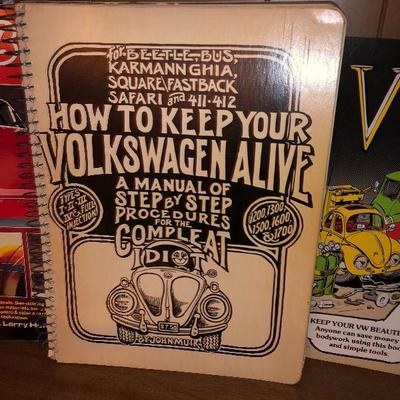 for BEETLE, BUS,
KARMANN GHIA,
SQUARE/FASTBACK
SAFARI and 411·412
HOW TO KEEP YOUR
VOLKSWAGEN ALIVE
A MANUAL OF
STEP BY STEP
PROCEDURES
FOR THE
COMPLEAT
IDIOT
1200, 1300,
1500, 1600,
& 1700
BY JOHN MUIR
V
KEEP YOUR VW BEAUTI
Anyone can save money
bodywork using this bo
and simple tools.
Larry H